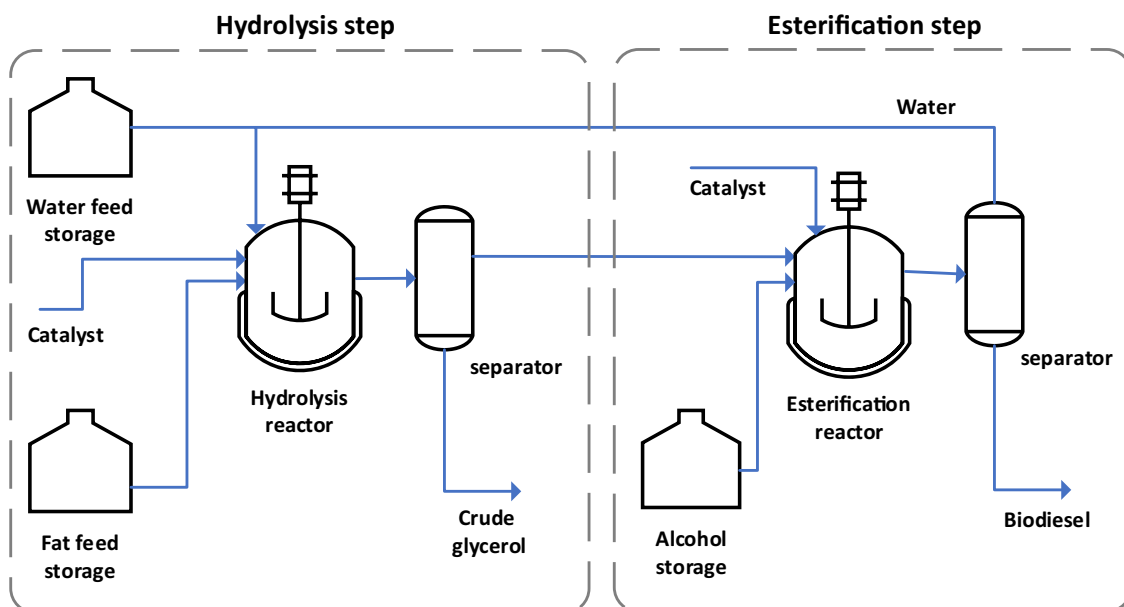 Hydrolysis step
Esterification step
Water
Catalyst
Water feed
storage
Catalyst
separator
separator
Hydrolysis
reactor
Esterification
reactor
Fat feed
storage
Crude
glycerol
Alcohol
storage
Biodiesel